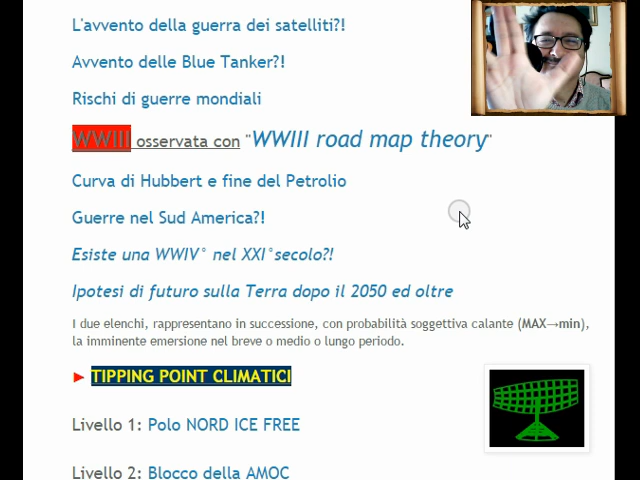 L'avvento della guerra dei satelliti?!
Avvento delle Blue Tanker?!
Rischi di guerre mondiali
WWIII osservata con "WWIII road map theory"
Curva di Hubbert e fine del Petrolio
Guerre nel Sud America?!
Esiste una WWIV° nel XXI°secolo?!
Ipotesi di futuro sulla Terra dopo il 2050 ed oltre
I due elenchi, rappresentano in successione, con probabilità soggettiva calante (MAX→min),
la imminente emersione nel breve o medio o lungo periodo.
► TIPPING POINT CLIMATICI
Livello 1: Polo NORD ICE FREE
Livello 2: Blocco della AMOC